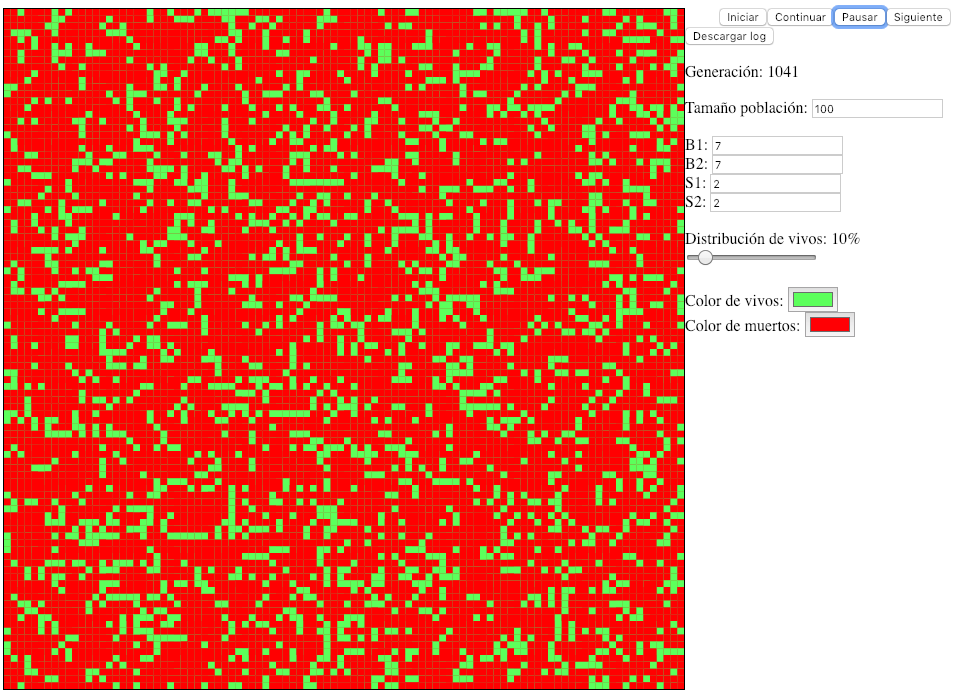 Iniciar Continuar Pausar Siguiente
Descargar log
Generación: 1041
Tamaño población: 100
B1: 7
B2: 7
S1: 2
S2: 2
Distribución de vivos: 10%
Color de vivos:
Color de muertos: